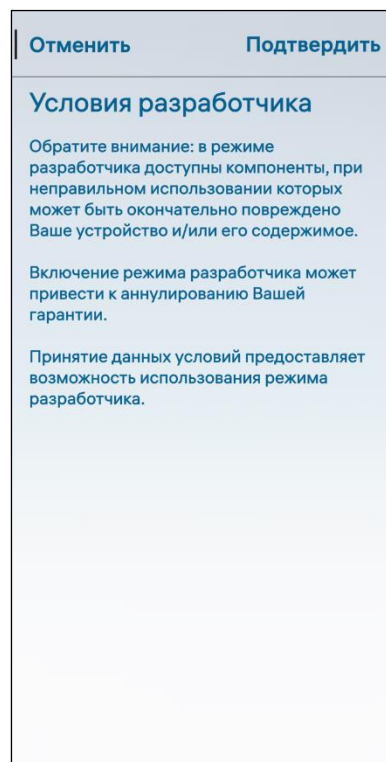 Отменить Подтвердить
Условия разработчика
Обратите внимание: в режиме
разработчика доступны компоненты, при
неправильном использовании которых
может быть окончательно повреждено
Ваше устройство и/или его содержимое.
Включение режима разработчика может
привести к аннулированию Вашей
гарантии.
Принятие данных условий предоставляет
возможность использования режима
разработчика.